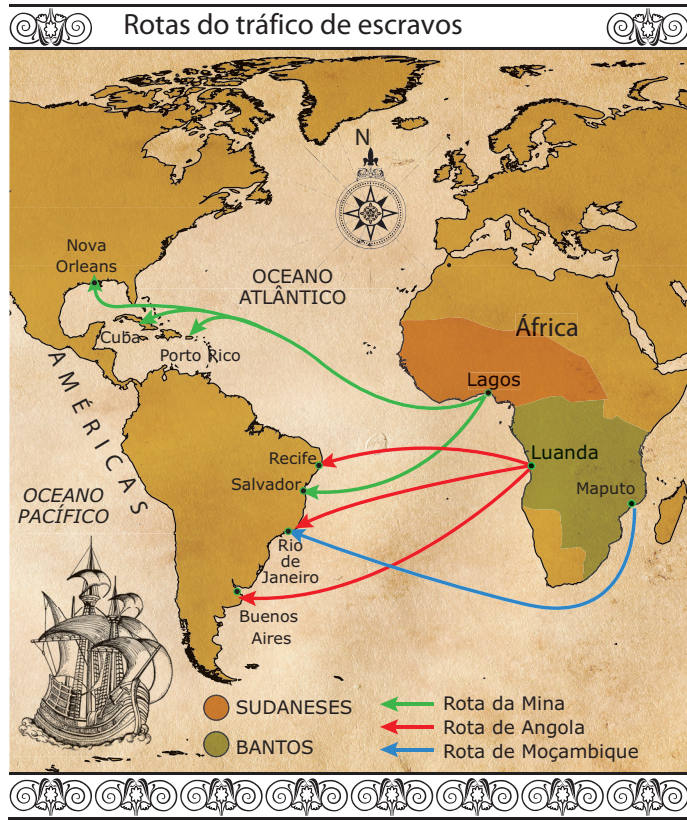 Rotas do tráfico de escravos
N
Nova
Orleans
OCEANO
ATLÂNTICO
Cuba
Porto Rico
África
Lagos
AMÉRICAS
Recife
Luanda
Salvador
Maputo
OCEANO
PACÍFICO
Rio
de
Janeiro
Buenos
Aires
SUDANESES
BANTOS
Rota da Mina
Rota de Angola
Rota de Moçambique